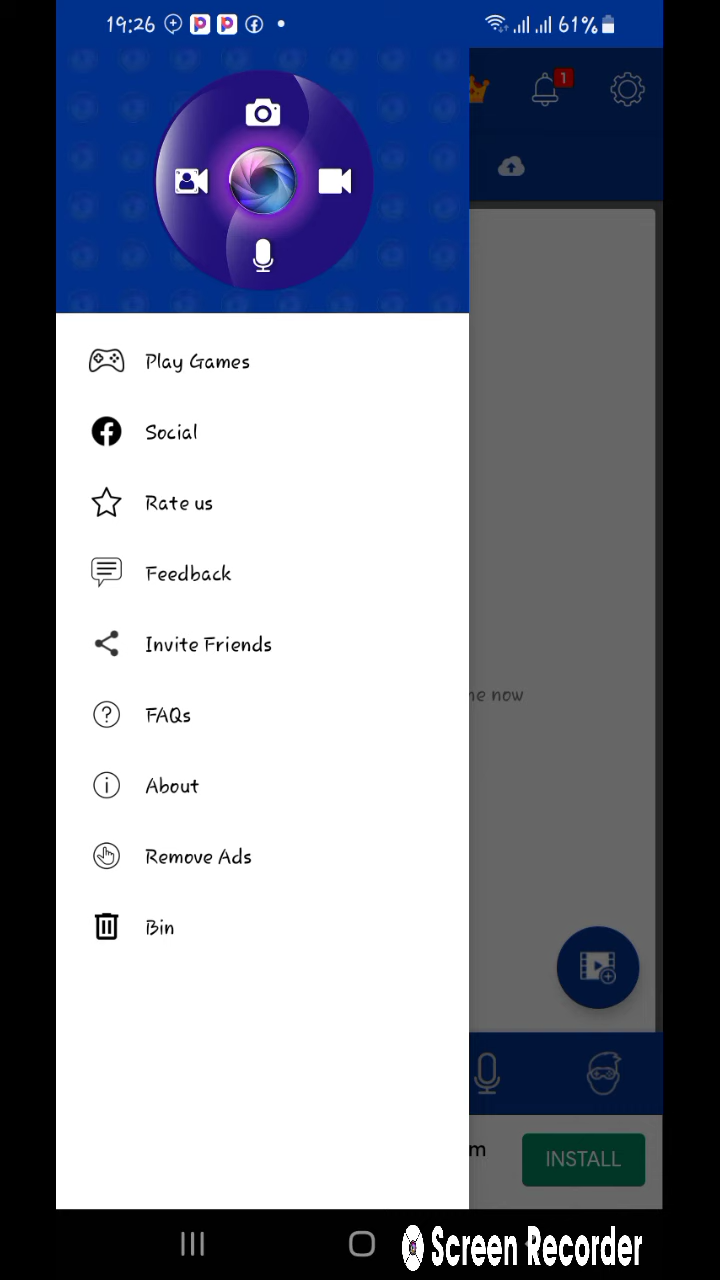 19:26
61%
1
Play Games
Social
Rate us
Feedback
Invite Friends
ne now
FAQs
About
Remove Ads
Bin
m
INSTALL
Screen Recorder